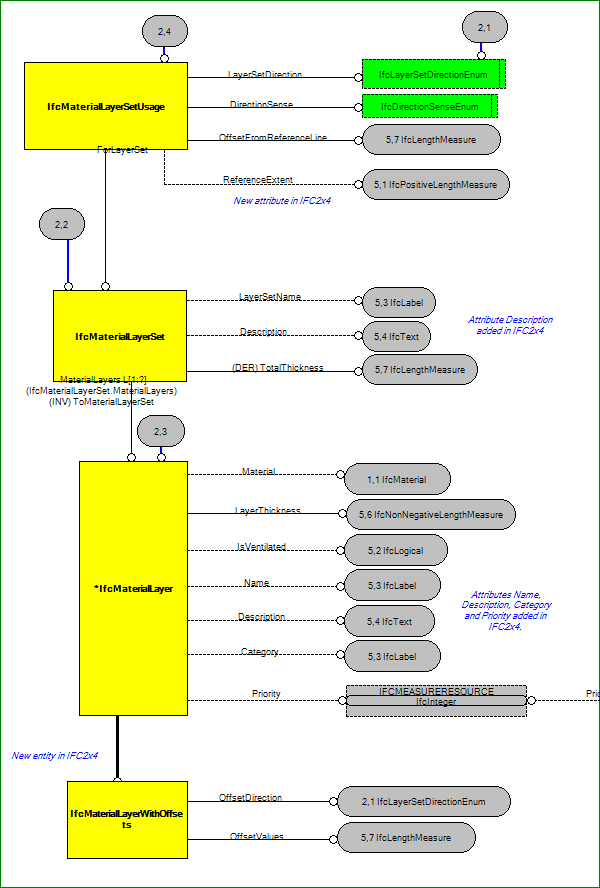 2,4
2,1
IfcMaterialLayerSetUsage
LayerSetDirection
IfcLayerSetDirectionEnum
DirectionSense
IfcDirectionSenseEnum
OffsetFromReferenceLine
5,7 IfcLengthMeasure
ForLayerSet
ReferenceExtent
5,1 IfcPositiveLengthMeasure
New attribute in IFC2x4
2,2
IfcMaterialLayerSet
LayerSetName
5,3 IfcLabel
Description
5,4 IfcText
(DER) TotalThickness
5,7 IfcLengthMeasure
Attribute Description
added in IFC2x4
MaterialLayers L[1:?]
(IfcMaterialLayerSet.MaterialLayers)
(INV) ToMaterialLayerSet
2,3
*IfcMaterialLayer
Material
1,1 IfcMaterial
LayerThickness
5,6 IfcNonNegativeLengthMeasure
IsVentilated
5,2 IfcLogical
Name
5,3 IfcLabel
Description
5,4 IfcText
Category
5,3 IfcLabel
Attributes Name,
Description, Category
and Priority added in
IFC2x4.
Priority
IFCMEASURERESOURCE
IfcInteger
New entity in IFC2x4
IfcMaterialLayerWithOffse
ts
OffsetDirection
2,1 IfcLayerSetDirectionEnum
OffsetValues
5,7 IfcLengthMeasure